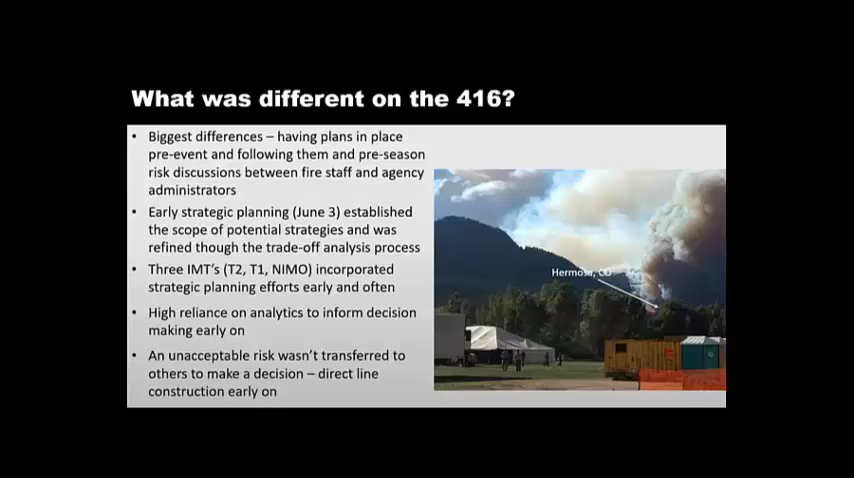 What was different on the 416?
• Biggest differences – having plans in place
pre-event and following them and pre-season
risk discussions between fire staff and agency
administrators
• Early strategic planning (June 3) established
the scope of potential strategies and was
refined though the trade-off analysis process
• Three IMT's (T2, T1, NIMO) incorporated
strategic planning efforts early and often
• High reliance on analytics to inform decision
making early on
• An unacceptable risk wasn't transferred to
others to make a decision – direct line
construction early on
Hermosa, CO